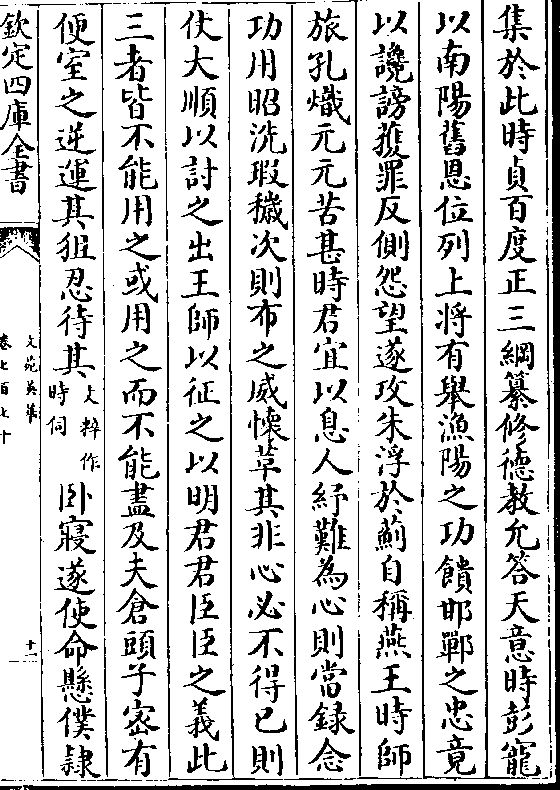 集於此時貞百度正三綱纂修德教允答天意時彭寵
以南陽舊恩位列上將有舉漁陽之功饋邯鄲之忠竟
以讒謗獲罪反側怨望遂攻朱浮於薊自稱燕王時師
旅孔熾元元苦甚時君宜以息人紓難為心則當録念
功用昭洗瑕穢次則布之威懐革其非心必不得已則
仗大順以討之出王師以征之以明君君臣臣之義此
三者皆不能用之或用之而不能盡及夫倉頭子密有
便室之逆運其狙忍待其文粹作時伺卧寢遂使命懸僕隷
欽定四庫全書
文苑英華
卷七百七十
十二